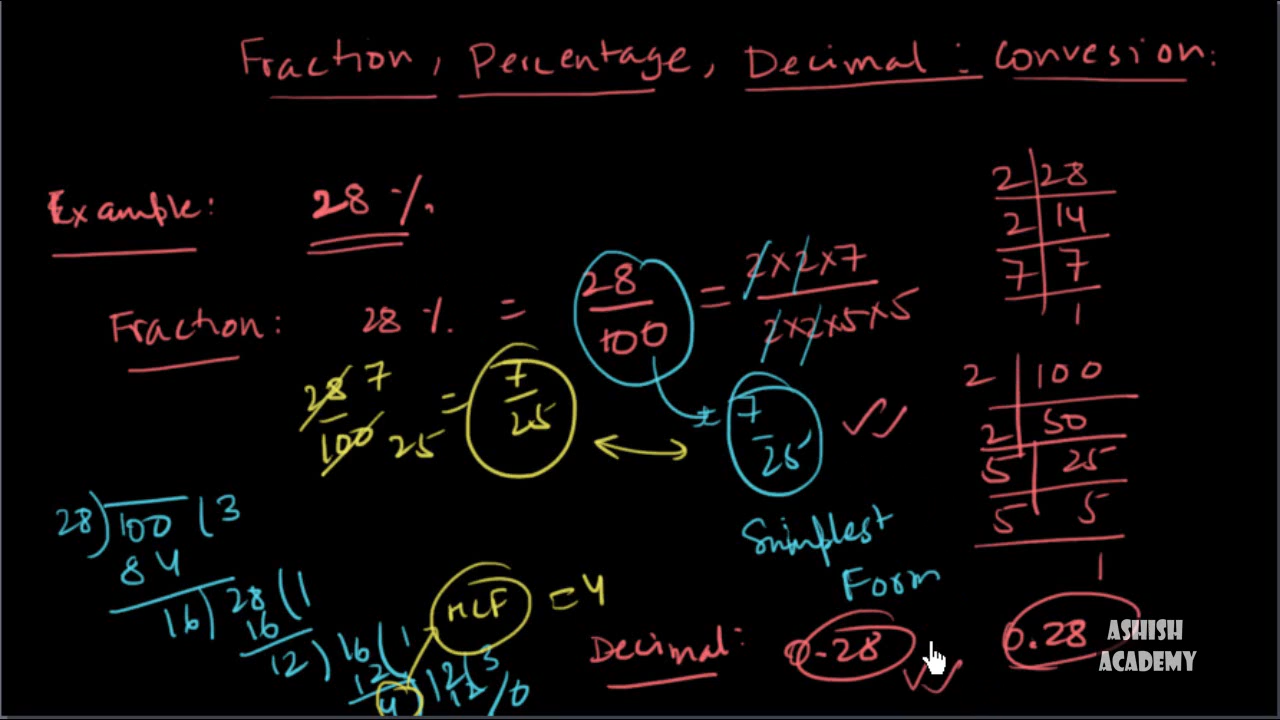 Fraction, Percentage, Decimal: Convesion:
Example: 28 %.
Fraction: 28 % = 28/100 = 2×2×7/2×2×5×5
28/100 7/25 = 7/25
= 7/25
Simplest
Form
2 | 28
2 | 14
7 | 7
1
2 | 100
2 | 50
5 | 25
5 | 5
1
28) 100 (3
84
16) 28 (1
16
12) 16 (1
12
4) 12 (3
12
0
HCF = 4
Decimal: 0.28 0.28
ASHISH
ACADEMY